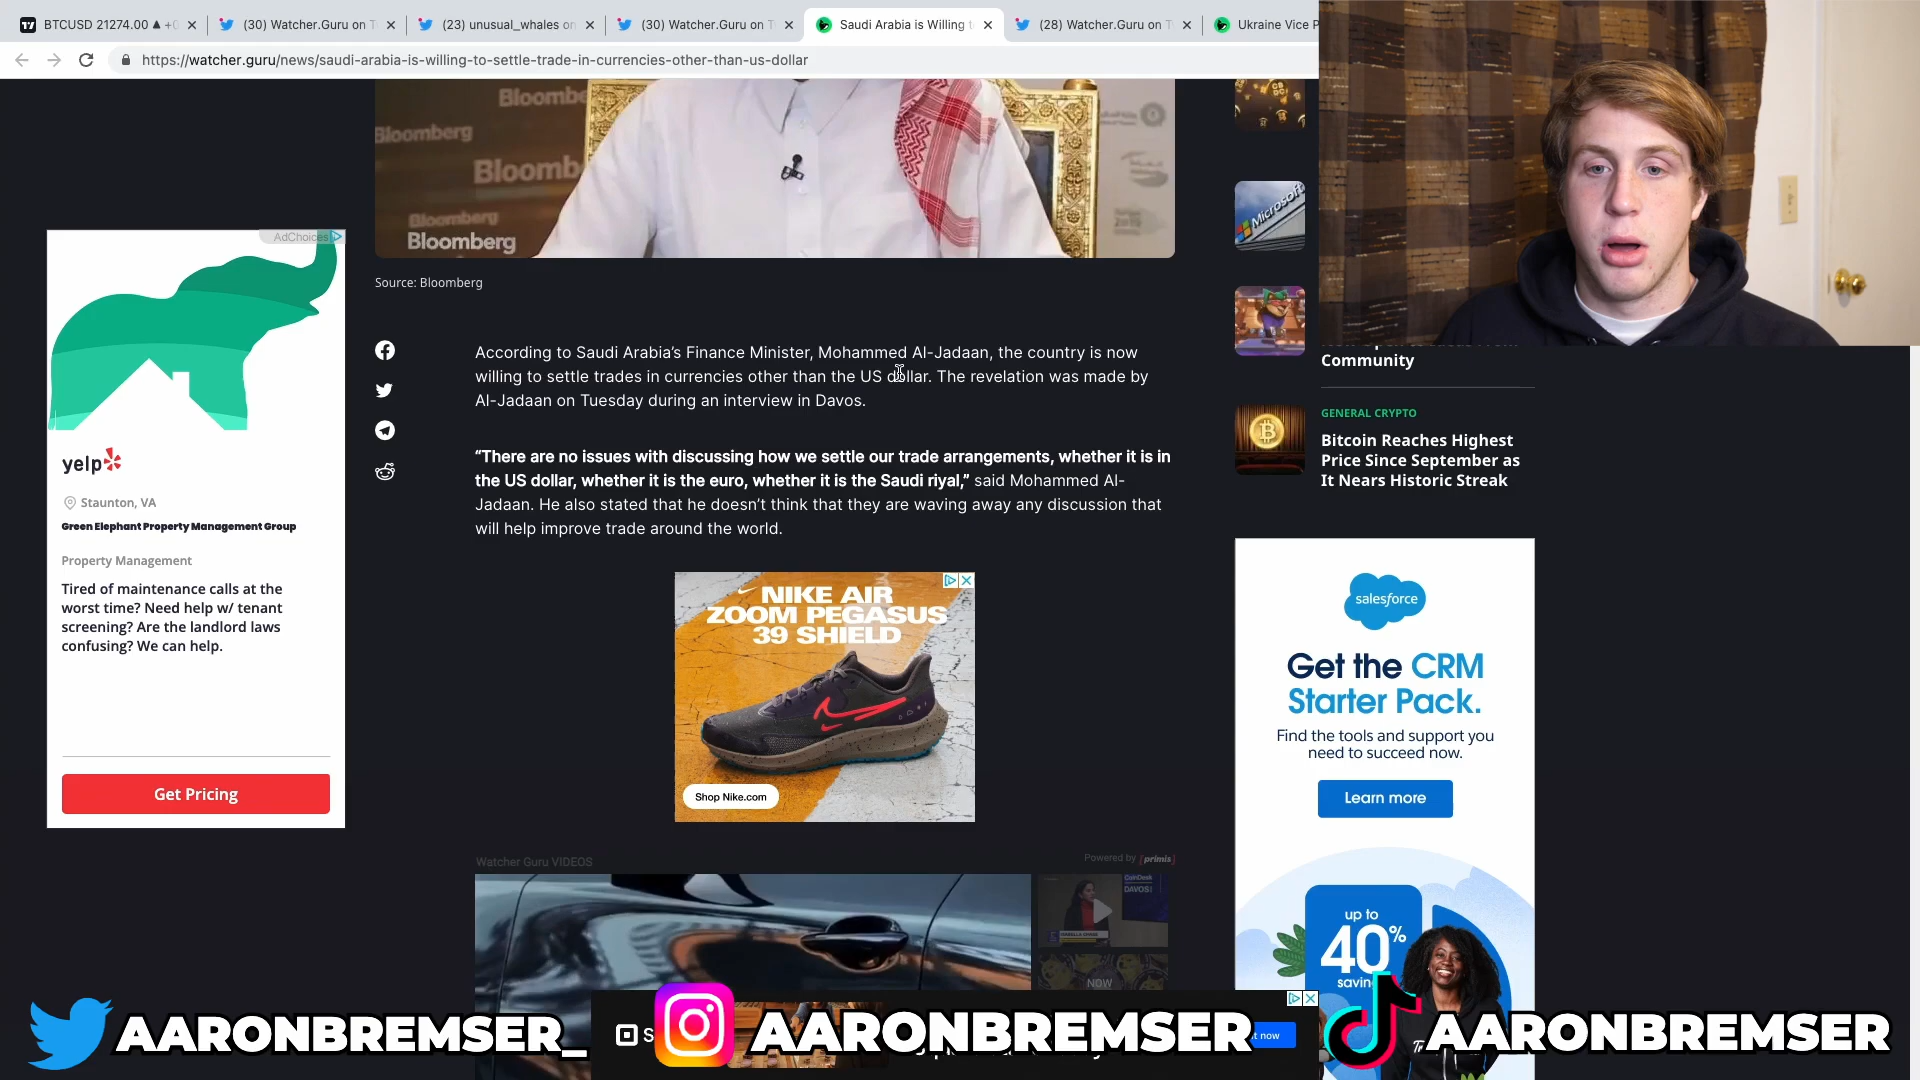 BTCUSD 21274.00 ▲ +0
(30) Watcher.Guru on T
(23) unusual_whales on
(30) Watcher.Guru on T
Saudi Arabia is Willing to
(28) Watcher.Guru on Tw
Ukraine Vice P
https://watcher.guru/news/saudi-arabia-is-willing-to-settle-trade-in-currencies-other-than-us-dollar
Bloomberg
Bloomberg
Bloomberg
Bloomberg
Bloomberg
Source: Bloomberg
According to Saudi Arabia's Finance Minister, Mohammed Al-Jadaan, the country is now
willing to settle trades in currencies other than the US dollar. The revelation was made by
Al-Jadaan on Tuesday during an interview in Davos.
“There are no issues with discussing how we settle our trade arrangements, whether it is in
the US dollar, whether it is the euro, whether it is the Saudi riyal,” said Mohammed Al-
Jadaan. He also stated that he doesn't think that they are waving away any discussion that
will help improve trade around the world.
AdChoices
yelp
Staunton, VA
Green Elephant Property Management Group
Property Management
Tired of maintenance calls at the
worst time? Need help w/ tenant
screening? Are the landlord laws
confusing? We can help.
Get Pricing
NIKE AIR
ZOOM PEGASUS
39 SHIELD
Shop Nike.com
Watcher Guru VIDEOS
Powered by [primis]
CoinDesk
DAVOS
NOW
CBDC
Microsoft
Community
GENERAL CRYPTO
Bitcoin Reaches Highest
Price Since September as
It Nears Historic Streak
salesforce
Get the CRM
Starter Pack.
Find the tools and support you
need to succeed now.
Learn more
up to
40%
savin
AARONBREMSER_
S
AARONBREMSER
t now
AARONBREMSER